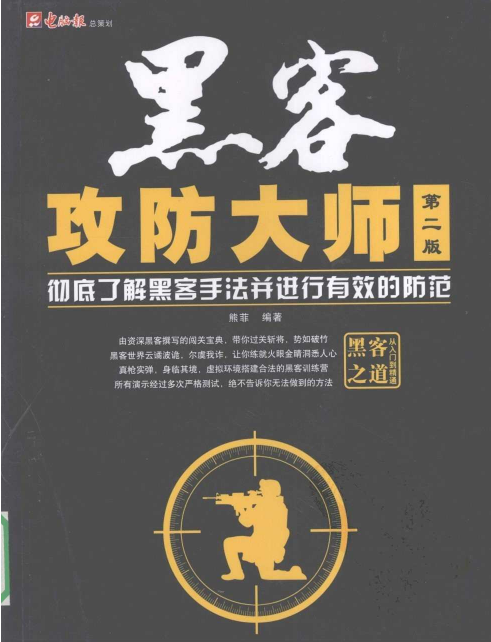 电脑报 总策划
黑客
攻防大师
第二版
彻底了解黑客手法并进行有效的防范
熊菲 编著
由资深黑客撰写的闯关宝典，带你过关斩将，势如破竹
黑客世界云谲波诡，尔虞我诈，让你练就火眼金睛洞悉人心
真枪实弹，身临其境，虚拟环境搭建合法的黑客训练营
所有演示经过多次严格测试，绝不告诉你无法做到的方法
黑客
之道
从入门到精通